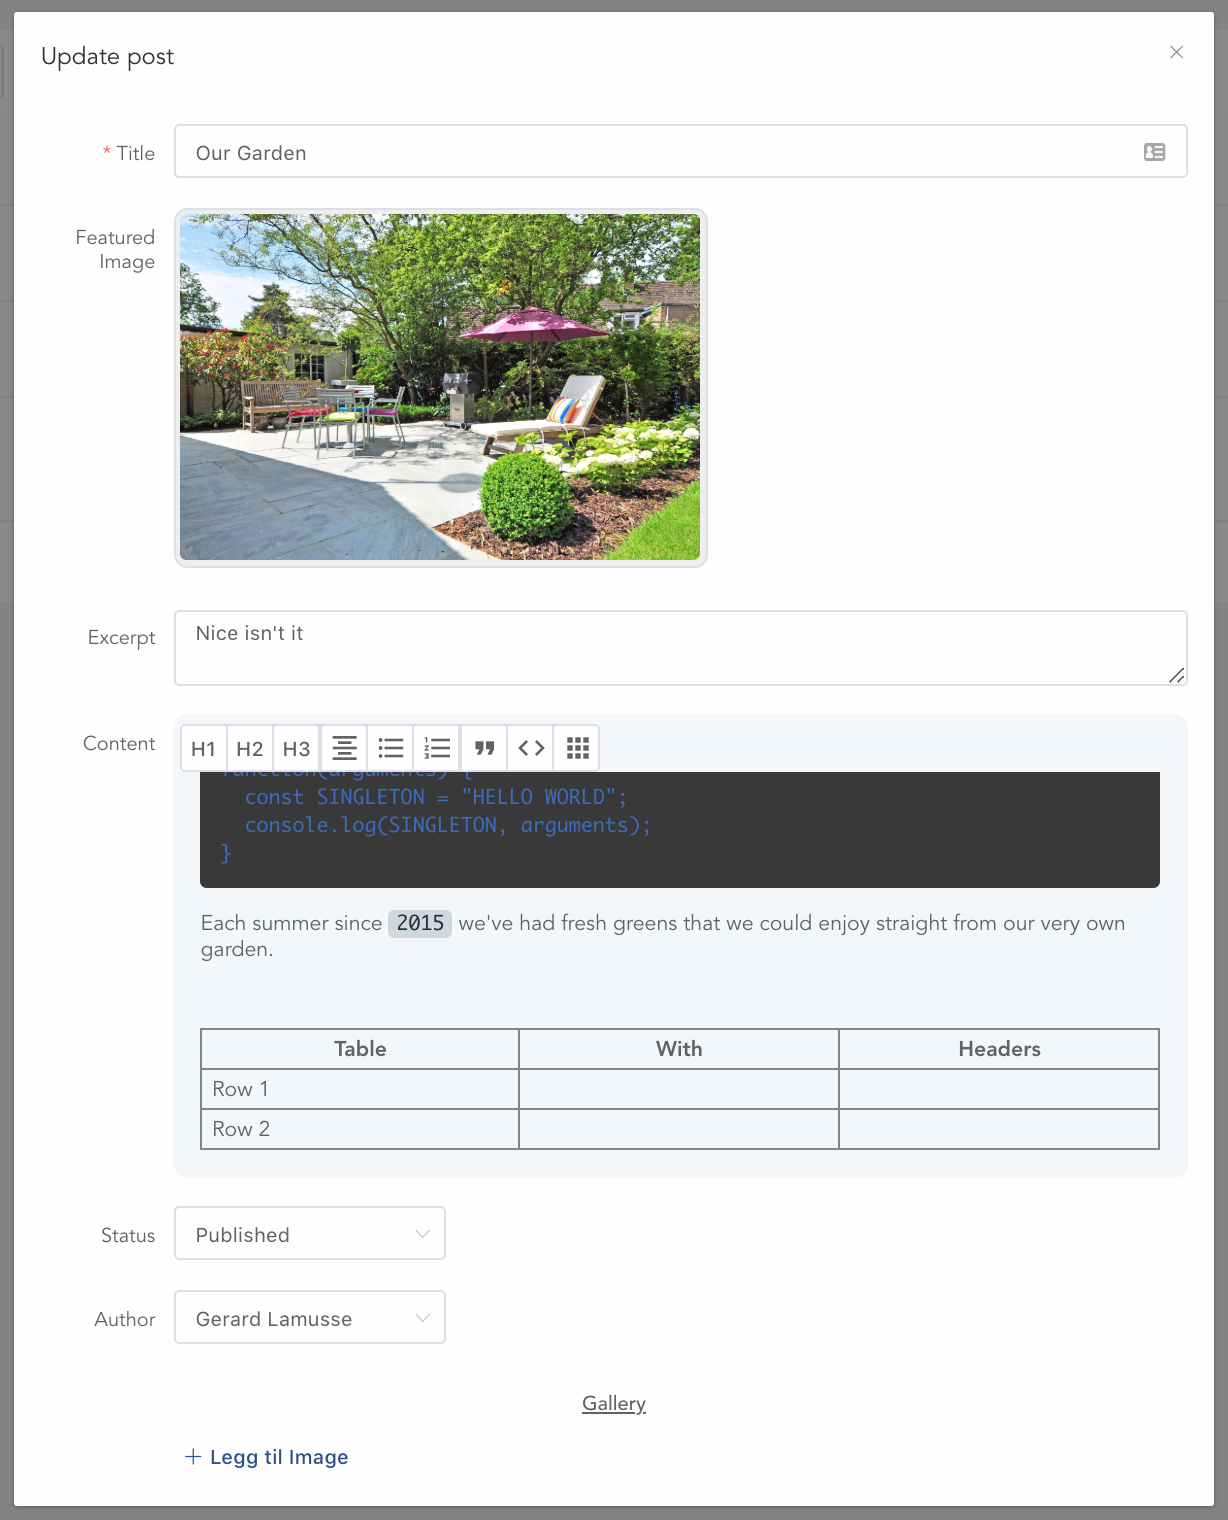 Update post
* Title
Our Garden
Featured
Image
Excerpt
Nice isn't it
Content
H1 H2 H3
function(arguments) {
const SINGLETON = "HELLO WORLD";
console.log(SINGLETON, arguments);
}
Each summer since 2015 we've had fresh greens that we could enjoy straight from our very own
garden.
Table With Headers
Row 1
Row 2
Status
Published
Author
Gerard Lamusse
Gallery
+ Legg til Image